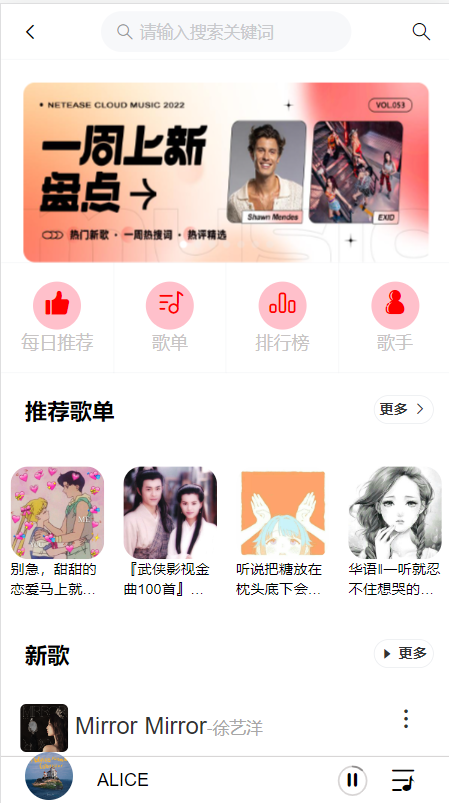 请输入搜索关键词
NETEASE CLOUD MUSIC 2022
VOL.053
一周上新
盘点
Shawn Mendes
EXID
热门新歌 · 一周热搜词 · 热评精选
music
每日推荐
歌单
排行榜
歌手
推荐歌单
更多
别急，甜甜的
恋爱马上就...
『武侠影视金
曲100首』...
听说把糖放在
枕头底下会...
华语‖一听就忍
不住想哭的...
新歌
更多
Mirror Mirror-徐艺洋
ALICE